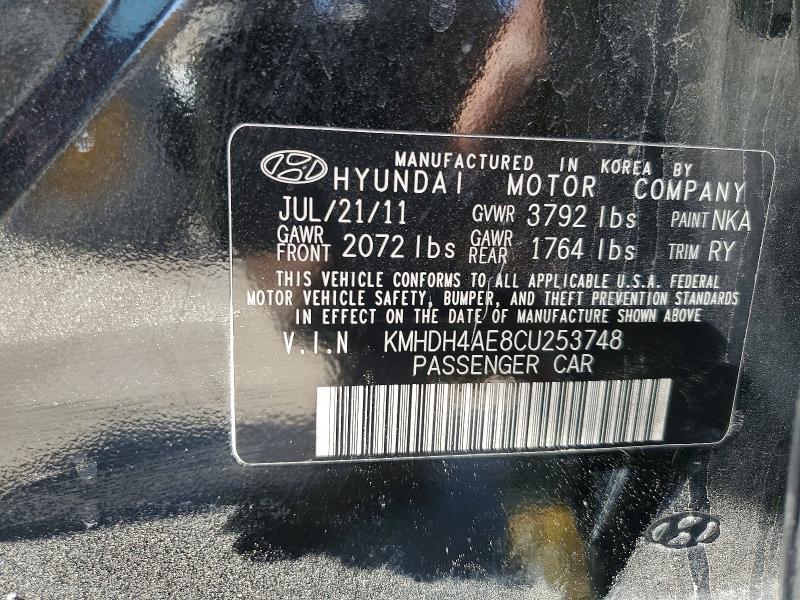 MANUFACTURED IN KOREA BY
HYUNDAI MOTOR COMPANY
JUL/21/11 GVWR 3792 lbs PAINT NKA
GAWR FRONT 2072 lbs GAWR REAR 1764 lbs TRIM RY
THIS VEHICLE CONFORMS TO ALL APPLICABLE U.S.A. FEDERAL
MOTOR VEHICLE SAFETY, BUMPER, AND THEFT PREVENTION STANDARDS
IN EFFECT ON THE DATE OF MANUFACTURE SHOWN ABOVE
V.I.N KMHDH4AE8CU253748
PASSENGER CAR